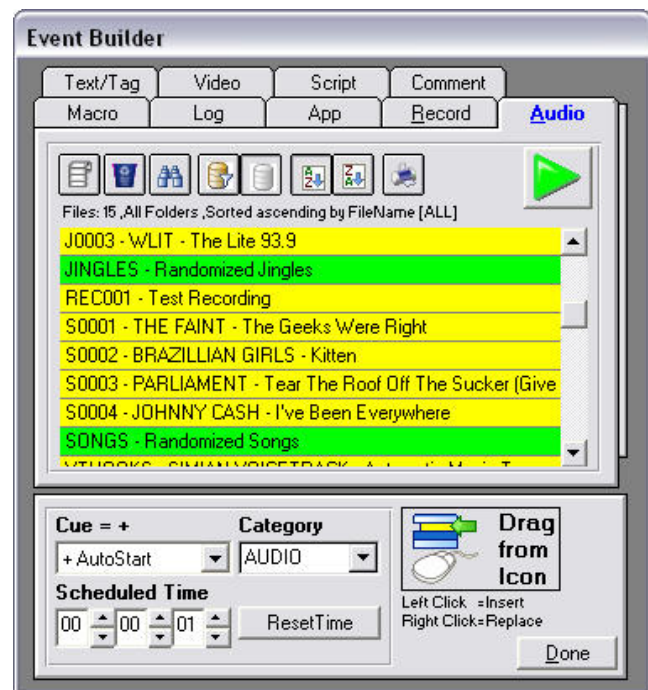 Event Builder
Text/Tag Video Script Comment
Macro Log App Record Audio
Files: 15 ,All Folders ,Sorted ascending by FileName [ALL]
J0003 - WLIT - The Lite 93.9
JINGLES - Randomized Jingles
REC001 - Test Recording
S0001 - THE FAINT - The Geeks Were Right
S0002 - BRAZILLIAN GIRLS - Kitten
S0003 - PARLIAMENT - Tear The Roof Off The Sucker (Give
S0004 - JOHNNY CASH - I've Been Everywhere
SONGS - Randomized Songs
Cue = + Category
+ AutoStart AUDIO
Scheduled Time
00 00 01 ResetTime
Drag
from
Icon
Left Click =Insert
Right Click=Replace
Done